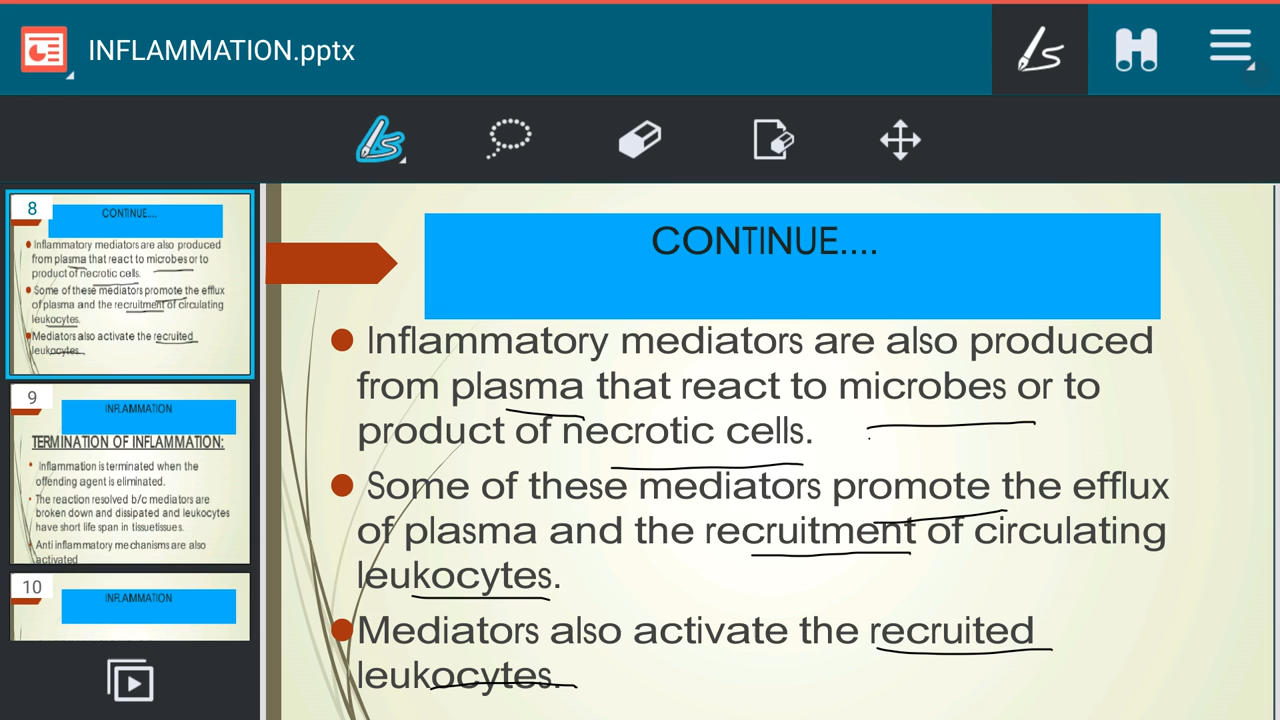 INFLAMMATION.pptx
8
CONTINUE....
Inflammatory mediators are also produced
from plasma that react to microbes or to
product of necrotic cells.
Some of these mediators promote the efflux
of plasma and the recruitment of circulating
leukocytes.
Mediators also activate the recruited
leukocytes.
9
INFLAMMATION
TERMINATION OF INFLAMMATION:
Inflammation is terminated when the
offending agent is eliminated.
The reaction resolved b/c mediators are
broken down and dissipated and leukocytes
have short life span in tissuetissues.
Anti inflammatory mechanisms are also
activated
10
INFLAMMATION
CONTINUE....
Inflammatory mediators are also produced
from plasma that react to microbes or to
product of necrotic cells.
Some of these mediators promote the efflux
of plasma and the recruitment of circulating
leukocytes.
Mediators also activate the recruited
leukocytes.